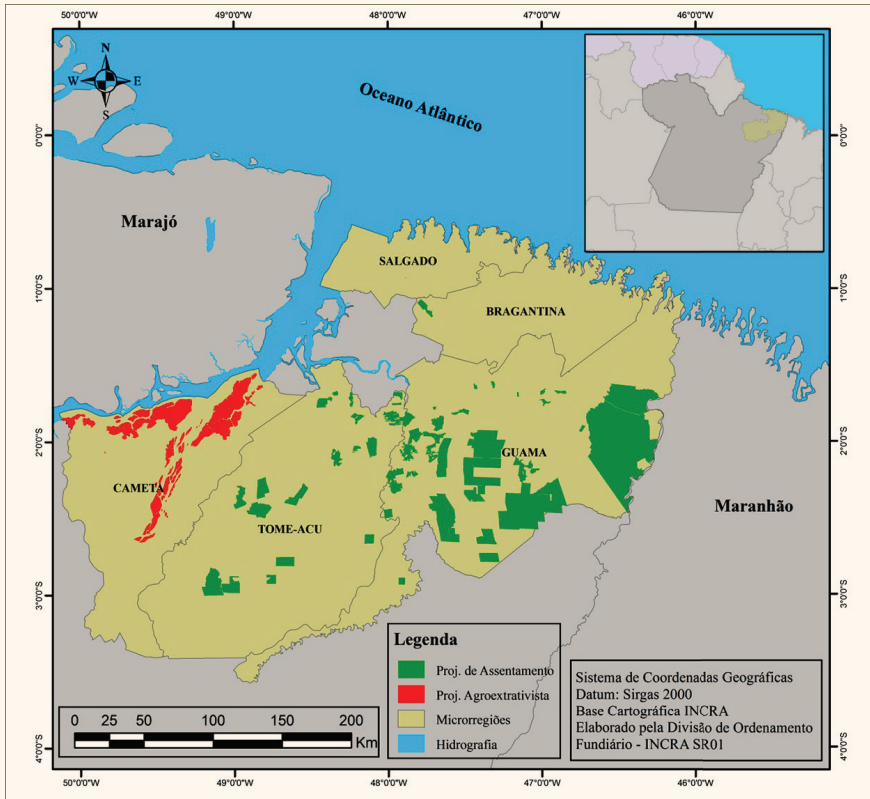 50°0'0"O 49°0'0"O 48°0'0"O 47°0'0"O 46°0'0"O
N
W E
S
Oceano Atlântico
0°0'0" 0°0'0"
Marajó
SALGADO
1°0'0"S 1°0'0"S
BRAGANTINA
2°0'0"S 2°0'0"S
GUAMA
CAMETA
Maranhão
TOME-ACU
3°0'0"S 3°0'0"S
Legenda
Proj. de Assentamento
Proj. Agroextrativista
Microrregiões
Hidrografia
Sistema de Coordenadas Geográficas
Datum: Sirgas 2000
Base Cartográfica INCRA
Elaborado pela Divisão de Ordenamento
Fundiário - INCRA SR01
0 25 50 100 150 200
Km
4°0'0"S 4°0'0"S
50°0'0"O 49°0'0"O 48°0'0"O 47°0'0"O 46°0'0"O